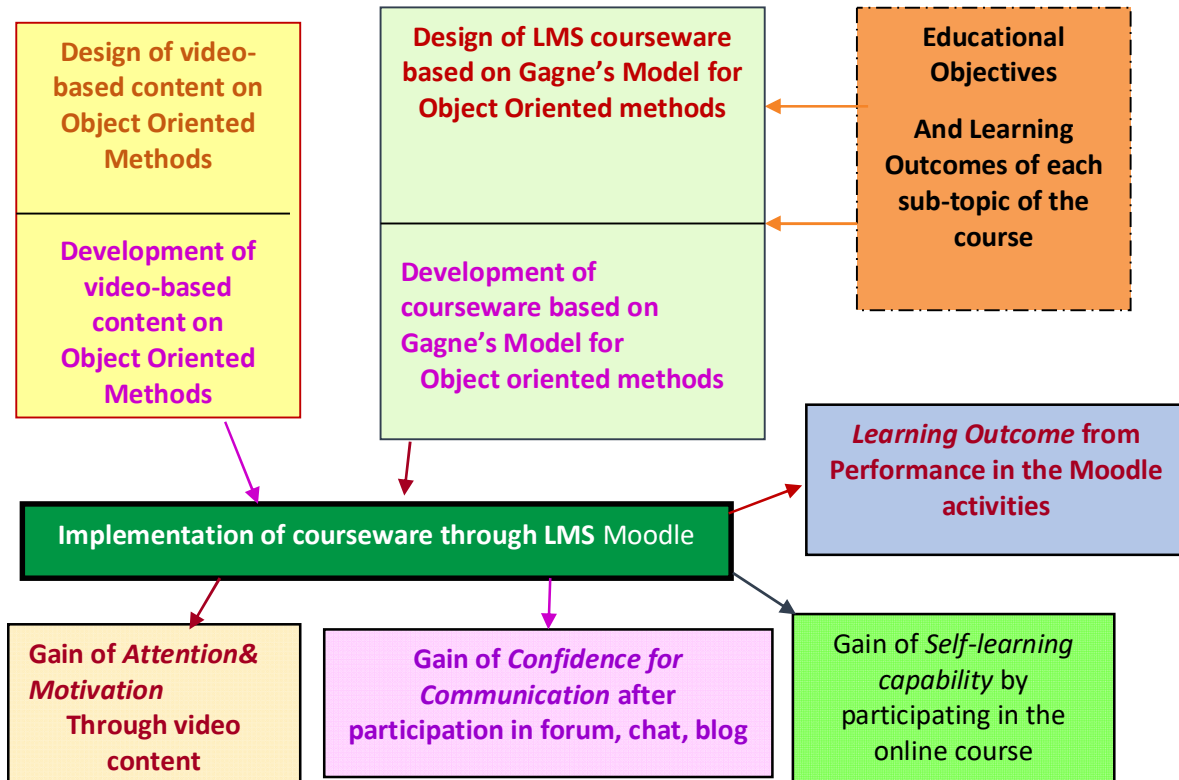 Design of video-
based content on
Object Oriented
Methods
Development of
video-based
content on
Object Oriented
Methods
Design of LMS courseware
based on Gagne’s Model for
Object Oriented methods
Development of
courseware based on
Gagne’s Model for
Object oriented methods
Educational
Objectives
And Learning
Outcomes of each
sub-topic of the
course
Learning Outcome from
Performance in the Moodle
activities
Implementation of courseware through LMS Moodle
Gain of Attention&
Motivation
Through video
content
Gain of Confidence for
Communication after
participation in forum, chat, blog
Gain of Self-learning
capability by
participating in the
online course